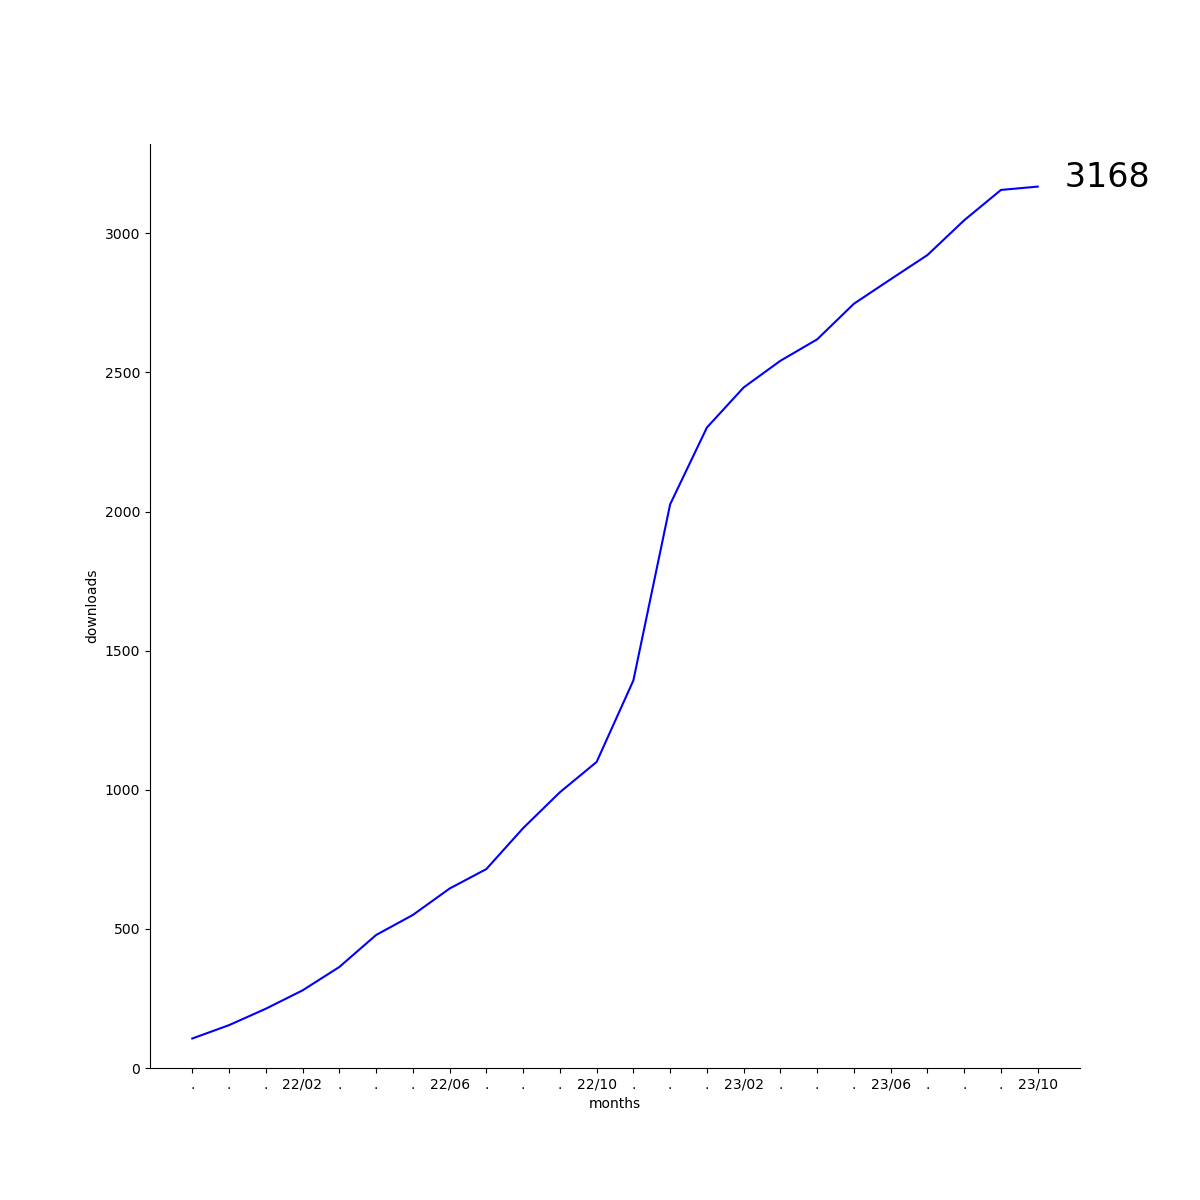 3168
3000
2500
2000
1500
1000
500
0
downloads
. . . 22/02 . . . 22/06 . . . 22/10 . . . 23/02 . . . 23/06 . . . 23/10
months